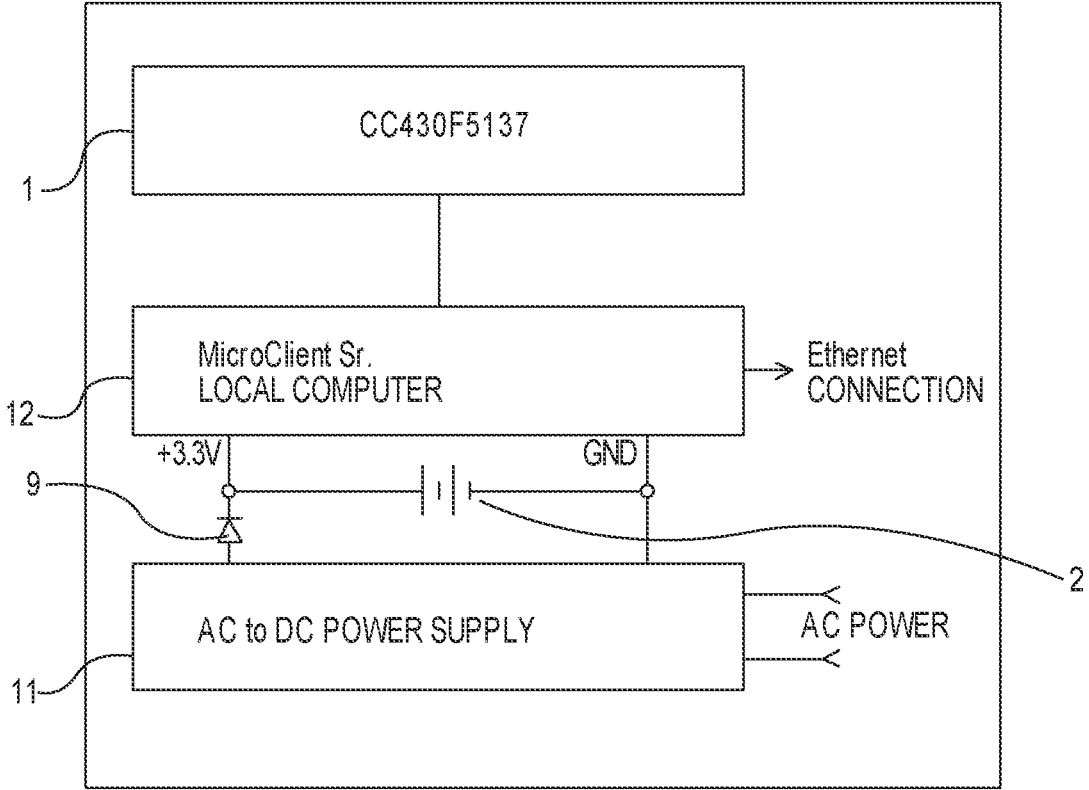 CC430F5137
1
MicroClient Sr.
LOCAL COMPUTER
Ethernet
CONNECTION
12
+3.3V
GND
9
2
AC to DC POWER SUPPLY
AC POWER
11